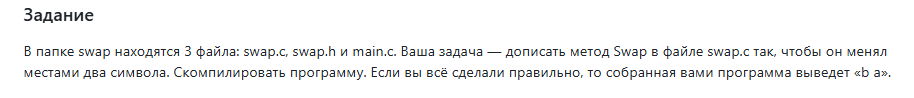 Задание
В папке swap находятся 3 файла: swap.c, swap.h и main.c. Ваша задача — дописать метод Swap в файле swap.c так, чтобы он менял
местами два символа. Скомпилировать программу. Если вы всё сделали правильно, то собранная вами программа выведет «b a».